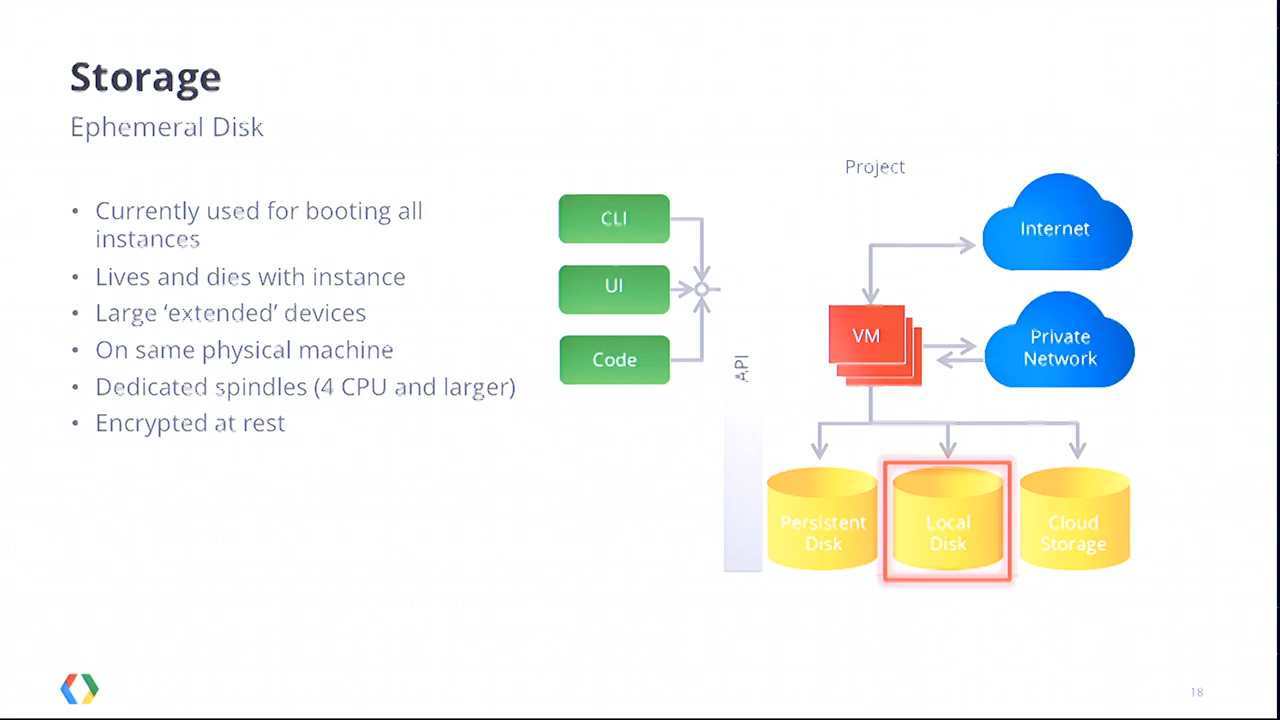 Storage
Ephemeral Disk
• Currently used for booting all
instances
• Lives and dies with instance
• Large ‘extended’ devices
• On same physical machine
• Dedicated spindles (4 CPU and larger)
• Encrypted at rest
CLI
UI
Code
API
Project
Internet
VM
Private
Network
Persistent
Disk
Local
Disk
Cloud
Storage
18